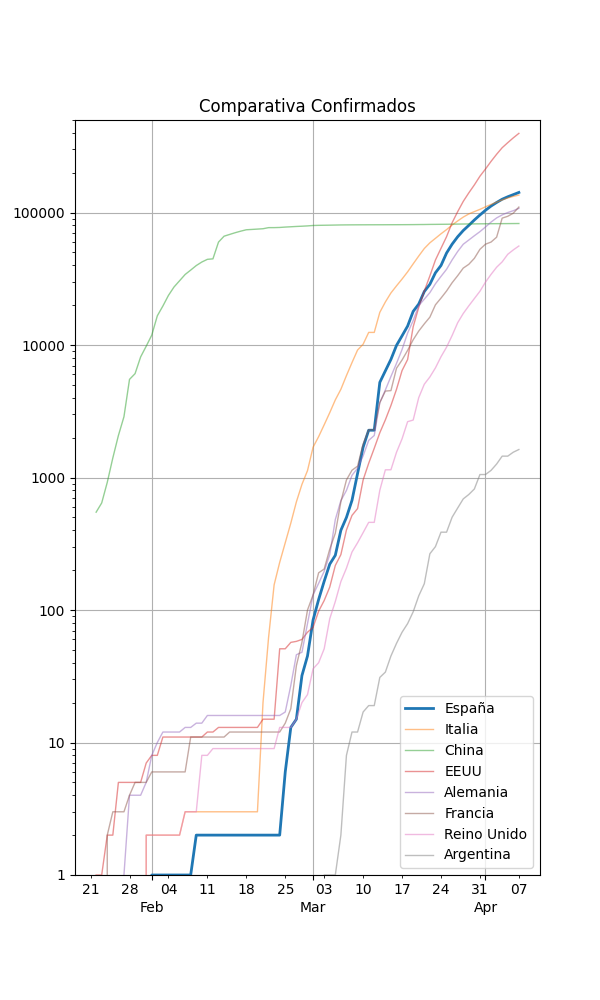 Comparativa Confirmados
100000
10000
1000
100
10
1
21 28 04 11 18 25 03 10 17 24 31 07
Feb Mar Apr
España
Italia
China
EEUU
Alemania
Francia
Reino Unido
Argentina